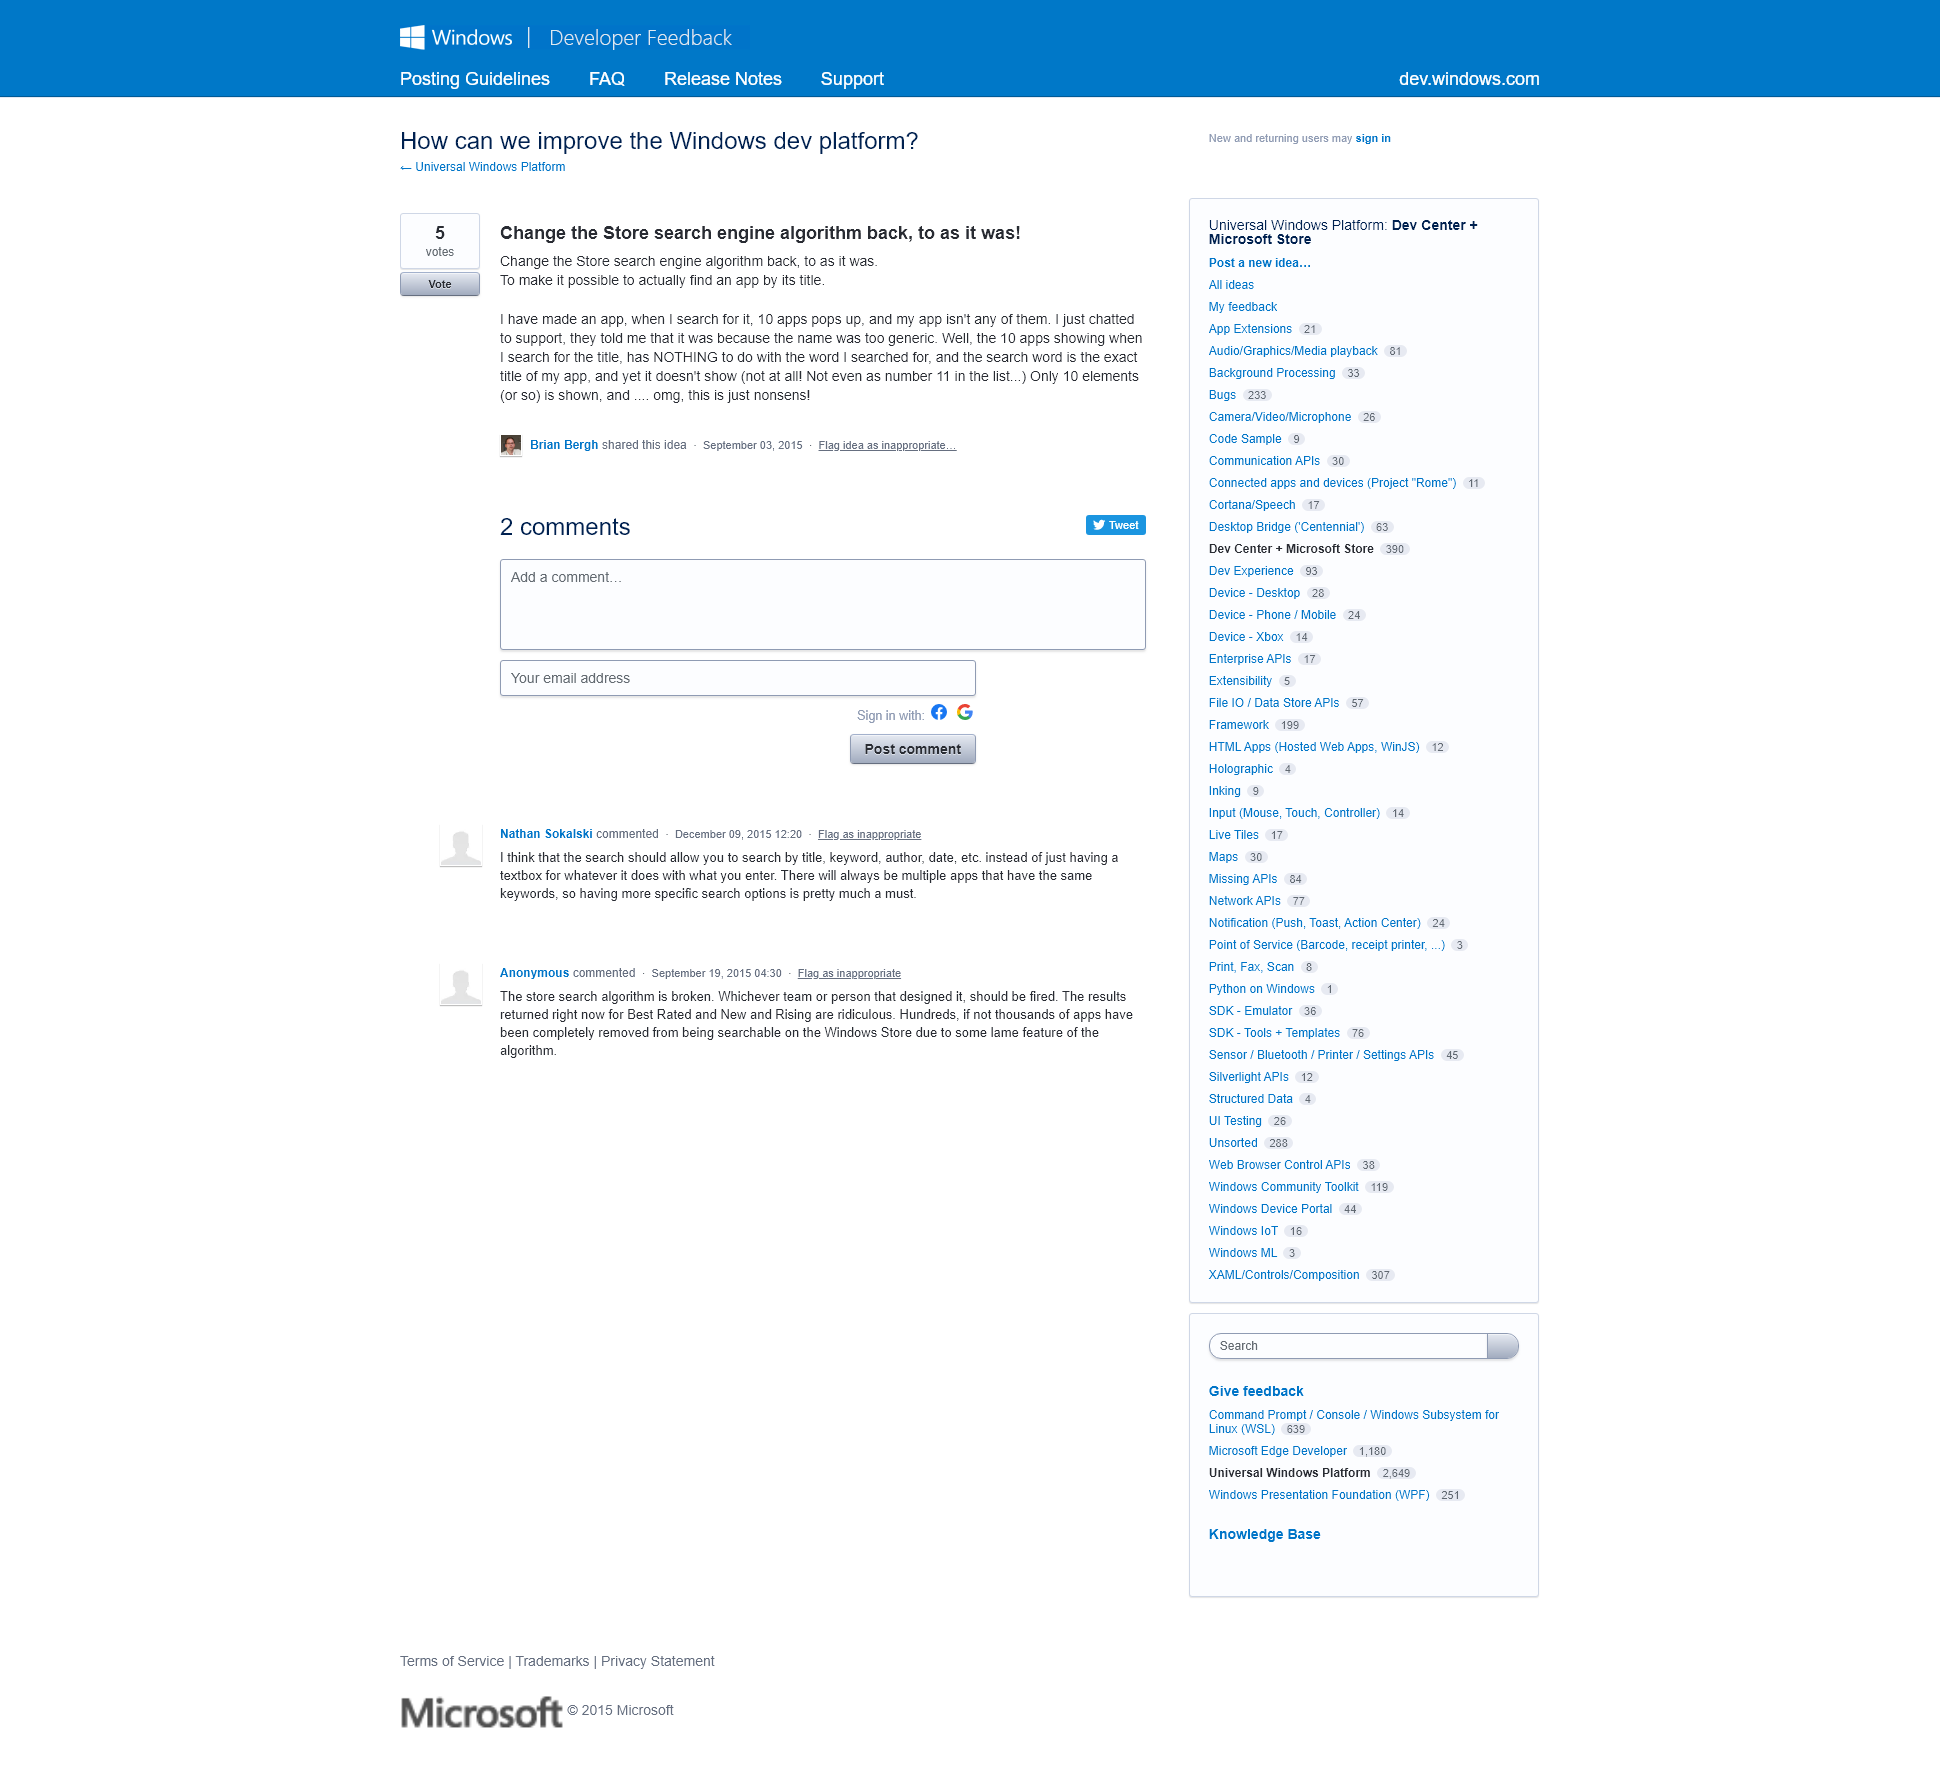 Windows | Developer Feedback
Posting Guidelines FAQ Release Notes Support dev.windows.com
How can we improve the Windows dev platform?
← Universal Windows Platform
New and returning users may sign in
5
votes
Vote
Change the Store search engine algorithm back, to as it was!
Change the Store search engine algorithm back, to as it was.
To make it possible to actually find an app by its title.
I have made an app, when I search for it, 10 apps pops up, and my app isn't any of them. I just chatted
to support, they told me that it was because the name was too generic. Well, the 10 apps showing when
I search for the title, has NOTHING to do with the word I searched for, and the search word is the exact
title of my app, and yet it doesn't show (not at all! Not even as number 11 in the list...) Only 10 elements
(or so) is shown, and .... omg, this is just nonsens!
Brian Bergh shared this idea · September 03, 2015 · Flag idea as inappropriate…
2 comments
Tweet
Add a comment…
Your email address
Sign in with:
Post comment
Nathan Sokalski commented · December 09, 2015 12:20 · Flag as inappropriate
I think that the search should allow you to search by title, keyword, author, date, etc. instead of just having a
textbox for whatever it does with what you enter. There will always be multiple apps that have the same
keywords, so having more specific search options is pretty much a must.
Anonymous commented · September 19, 2015 04:30 · Flag as inappropriate
The store search algorithm is broken. Whichever team or person that designed it, should be fired. The results
returned right now for Best Rated and New and Rising are ridiculous. Hundreds, if not thousands of apps have
been completely removed from being searchable on the Windows Store due to some lame feature of the
algorithm.
Universal Windows Platform: Dev Center +
Microsoft Store
Post a new idea…
All ideas
My feedback
App Extensions 21
Audio/Graphics/Media playback 81
Background Processing 33
Bugs 233
Camera/Video/Microphone 26
Code Sample 9
Communication APIs 30
Connected apps and devices (Project "Rome") 11
Cortana/Speech 17
Desktop Bridge ('Centennial') 63
Dev Center + Microsoft Store 390
Dev Experience 93
Device - Desktop 28
Device - Phone / Mobile 24
Device - Xbox 14
Enterprise APIs 17
Extensibility 5
File IO / Data Store APIs 57
Framework 199
HTML Apps (Hosted Web Apps, WinJS) 12
Holographic 4
Inking 9
Input (Mouse, Touch, Controller) 14
Live Tiles 17
Maps 30
Missing APIs 84
Network APIs 77
Notification (Push, Toast, Action Center) 24
Point of Service (Barcode, receipt printer, ...) 3
Print, Fax, Scan 8
Python on Windows 1
SDK - Emulator 36
SDK - Tools + Templates 76
Sensor / Bluetooth / Printer / Settings APIs 45
Silverlight APIs 12
Structured Data 4
UI Testing 26
Unsorted 288
Web Browser Control APIs 38
Windows Community Toolkit 119
Windows Device Portal 44
Windows IoT 16
Windows ML 3
XAML/Controls/Composition 307
Search
Give feedback
Command Prompt / Console / Windows Subsystem for
Linux (WSL) 639
Microsoft Edge Developer 1,180
Universal Windows Platform 2,649
Windows Presentation Foundation (WPF) 251
Knowledge Base
Terms of Service | Trademarks | Privacy Statement
Microsoft © 2015 Microsoft